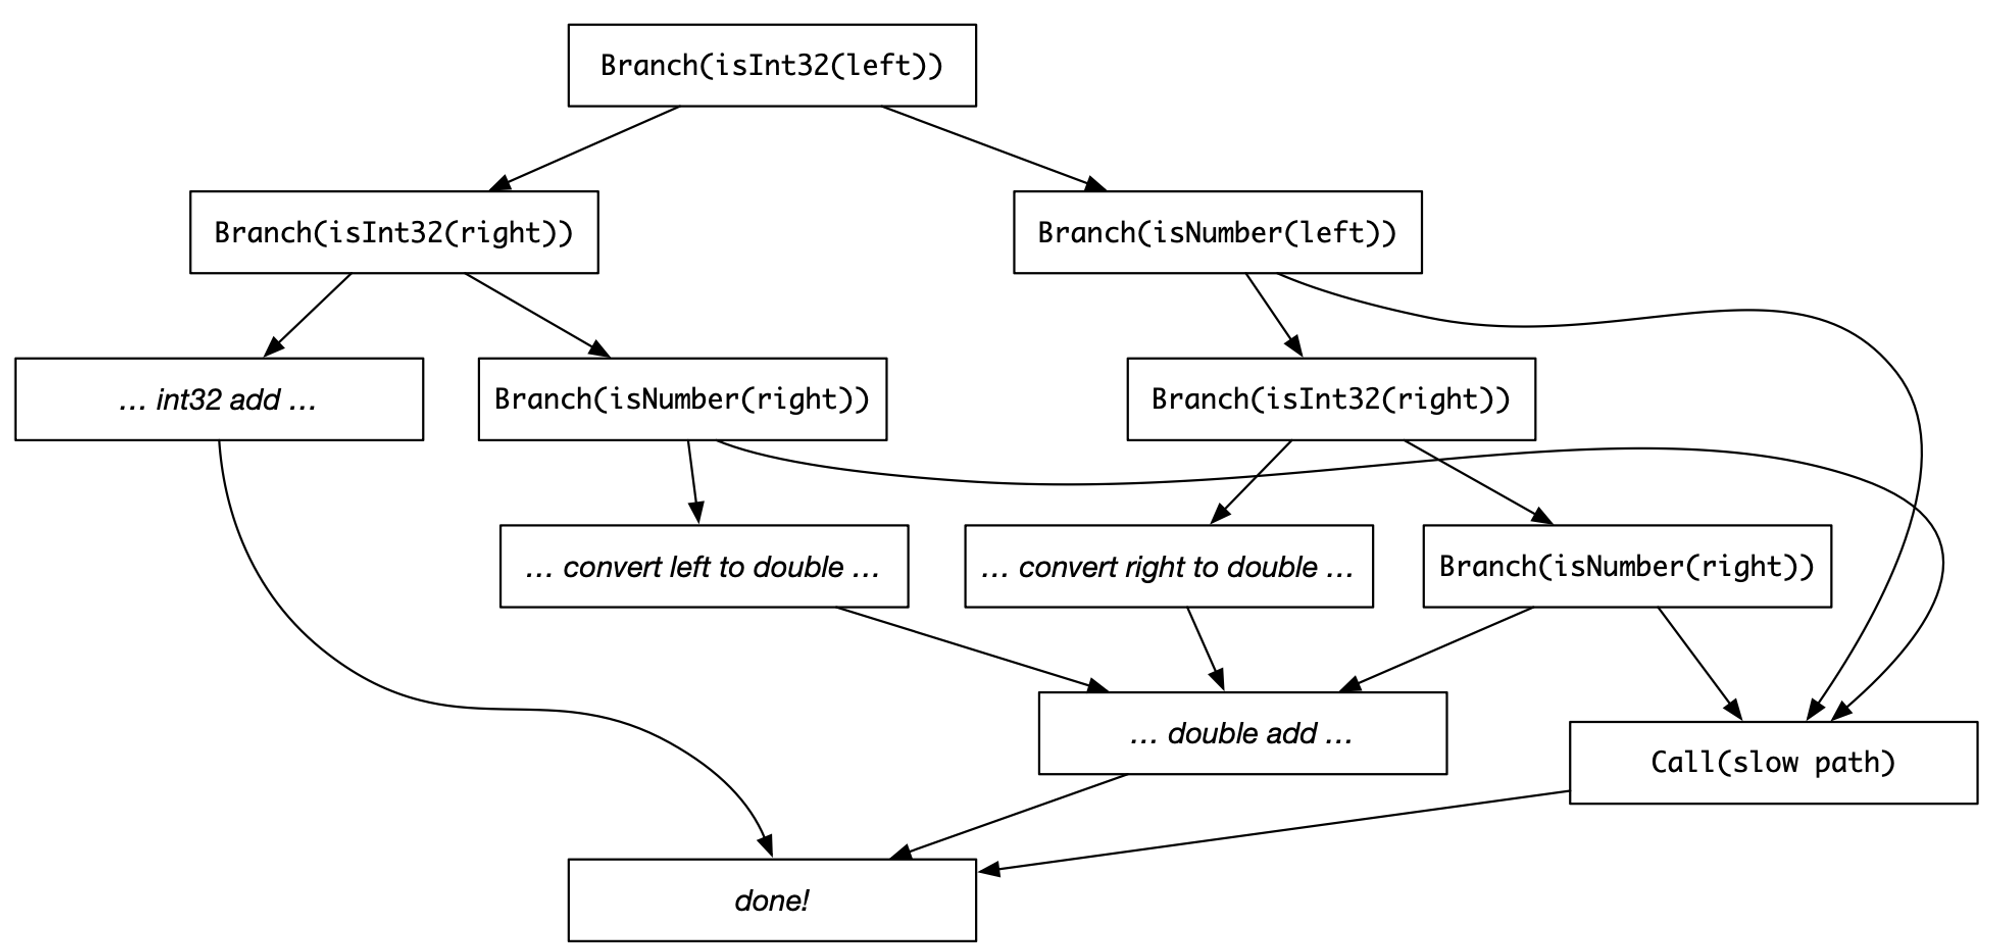 Branch(isInt32(left))
Branch(isInt32(right))
Branch(isNumber(left))
… int32 add …
Branch(isNumber(right))
Branch(isInt32(right))
… convert left to double …
… convert right to double …
Branch(isNumber(right))
… double add …
Call(slow path)
done!